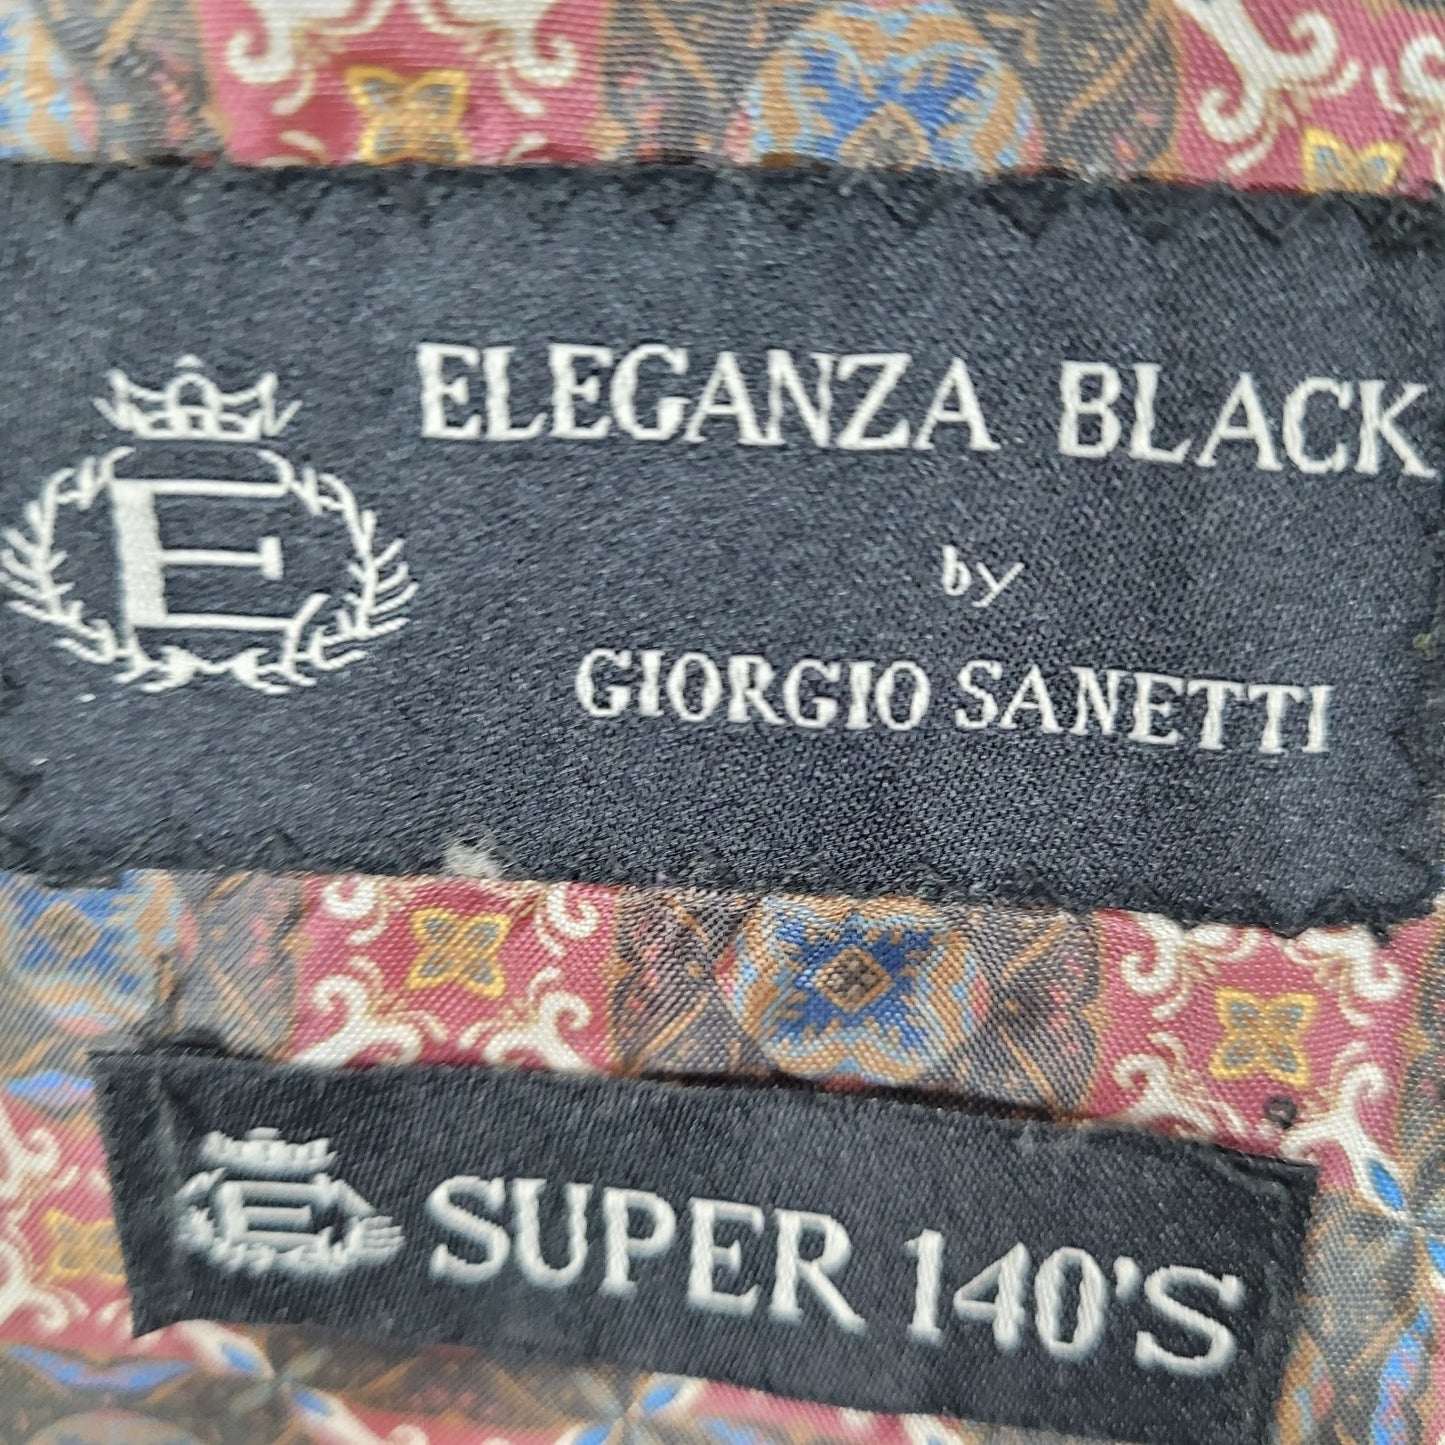 ELEGANZA BLACK
E
by
GIORGIO SANETTI
E SUPER 140'S